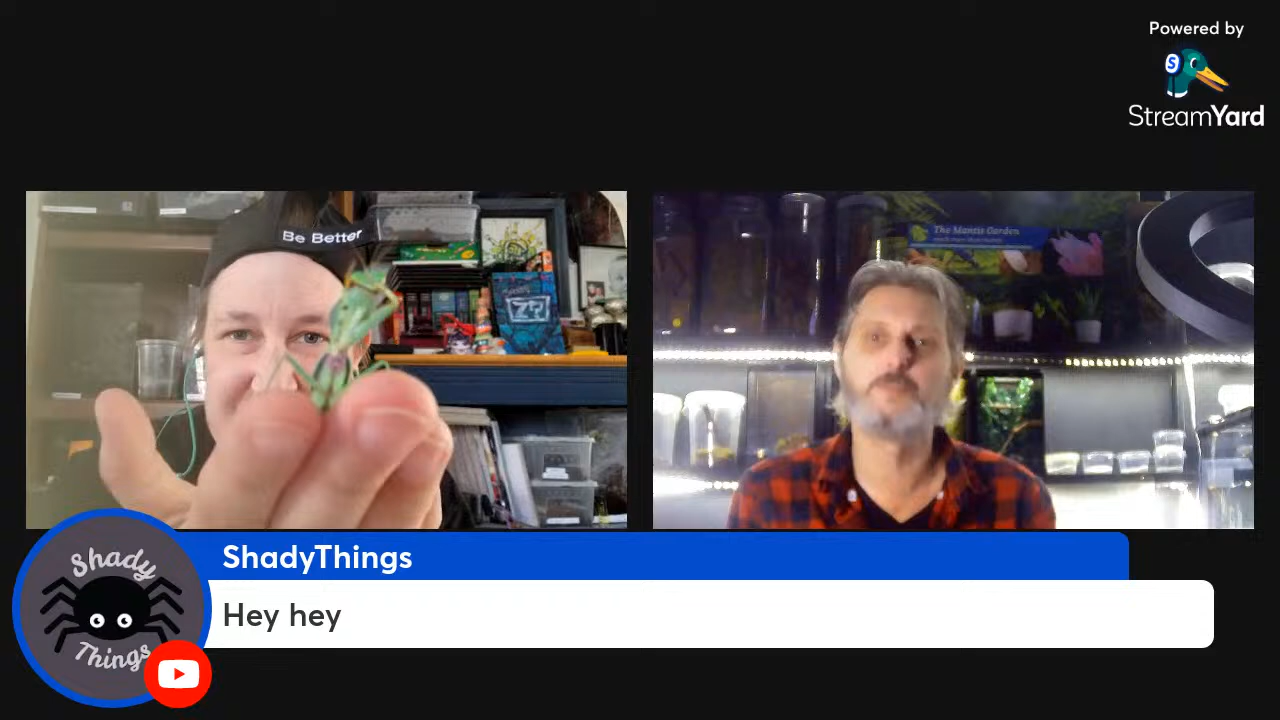 Powered by
S
StreamYard
Be Better
The Mantis Garden
Z?
ShadyThings
Hey hey
Shady
Things